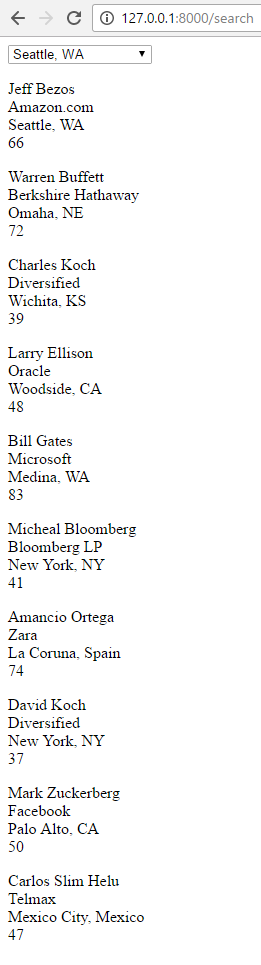 127.0.0.1:8000/search
Seattle, WA
Jeff Bezos
Amazon.com
Seattle, WA
66
Warren Buffett
Berkshire Hathaway
Omaha, NE
72
Charles Koch
Diversified
Wichita, KS
39
Larry Ellison
Oracle
Woodside, CA
48
Bill Gates
Microsoft
Medina, WA
83
Micheal Bloomberg
Bloomberg LP
New York, NY
41
Amancio Ortega
Zara
La Coruna, Spain
74
David Koch
Diversified
New York, NY
37
Mark Zuckerberg
Facebook
Palo Alto, CA
50
Carlos Slim Helu
Telmax
Mexico City, Mexico
47